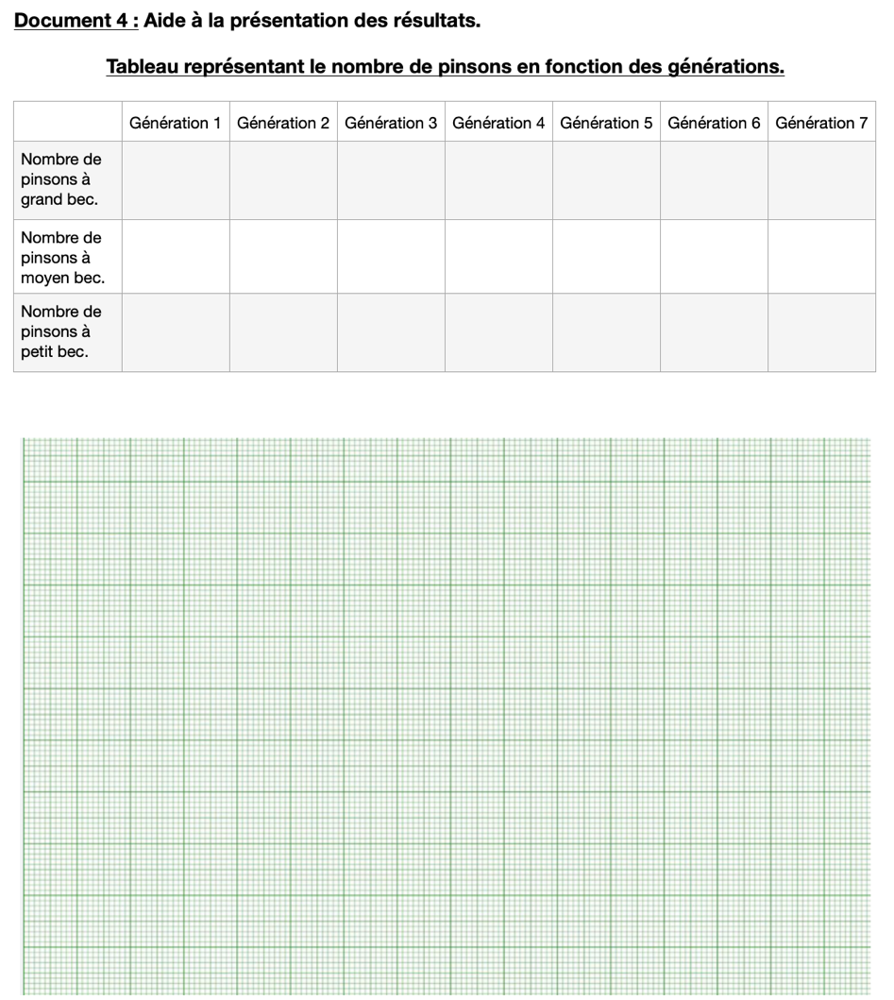 Document 4 : Aide à la présentation des résultats.
Tableau représentant le nombre de pinsons en fonction des générations.
Génération 1 Génération 2 Génération 3 Génération 4 Génération 5 Génération 6 Génération 7
Nombre de
pinsons à
grand bec.
Nombre de
pinsons à
moyen bec.
Nombre de
pinsons à
petit bec.